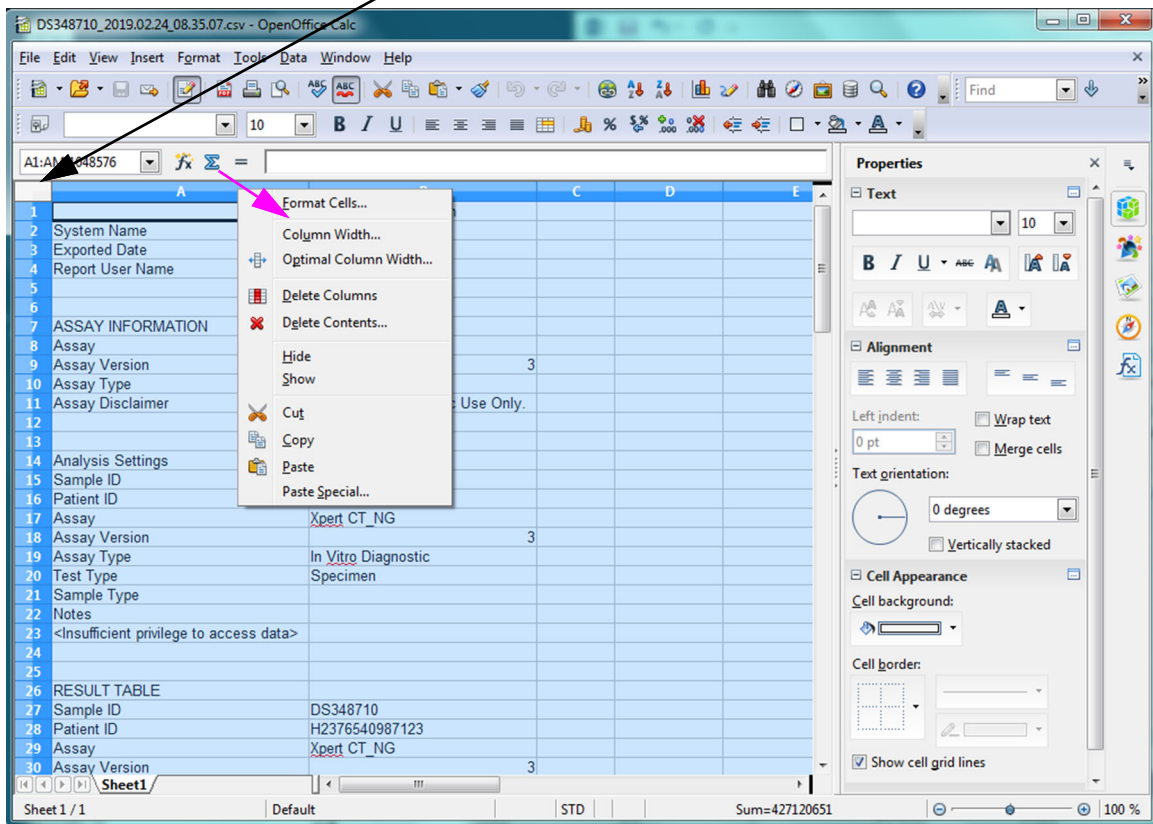 DS348710_2019.02.24_08.35.07.csv - OpenOffice Calc
File Edit View Insert Format Tools Data Window Help
Find
10
A1:AM1048576
A C D E
1
2 System Name
3 Exported Date
4 Report User Name
5
6
7 ASSAY INFORMATION
8 Assay
9 Assay Version 3
10 Assay Type
11 Assay Disclaimer Use Only.
12
13
14 Analysis Settings
15 Sample ID
16 Patient ID
17 Assay Xpert CT_NG
18 Assay Version 3
19 Assay Type In Vitro Diagnostic
20 Test Type Specimen
21 Sample Type
22 Notes
23 <Insufficient privilege to access data>
24
25
26 RESULT TABLE
27 Sample ID DS348710
28 Patient ID H2376540987123
29 Assay Xpert CT_NG
30 Assay Version 3
Format Cells...
Column Width...
Optimal Column Width...
Delete Columns
Delete Contents...
Hide
Show
Cut
Copy
Paste
Paste Special...
Properties
Text
10
Alignment
Left indent: Wrap text
0 pt Merge cells
Text orientation:
0 degrees
Vertically stacked
Cell Appearance
Cell background:
Cell border:
Show cell grid lines
Sheet1
Sheet 1 / 1 Default STD Sum=427120651 100 %